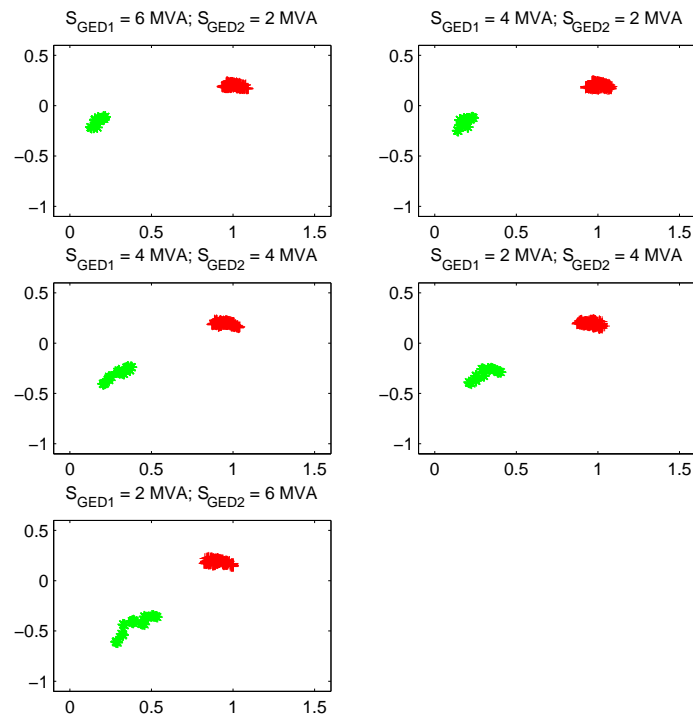 S_GED1 = 6 MVA; S_GED2 = 2 MVA
0.5
0
−0.5
−1
0 0.5 1 1.5
S_GED1 = 4 MVA; S_GED2 = 2 MVA
0.5
0
−0.5
−1
0 0.5 1 1.5
S_GED1 = 4 MVA; S_GED2 = 4 MVA
0.5
0
−0.5
−1
0 0.5 1 1.5
S_GED1 = 2 MVA; S_GED2 = 4 MVA
0.5
0
−0.5
−1
0 0.5 1 1.5
S_GED1 = 2 MVA; S_GED2 = 6 MVA
0.5
0
−0.5
−1
0 0.5 1 1.5